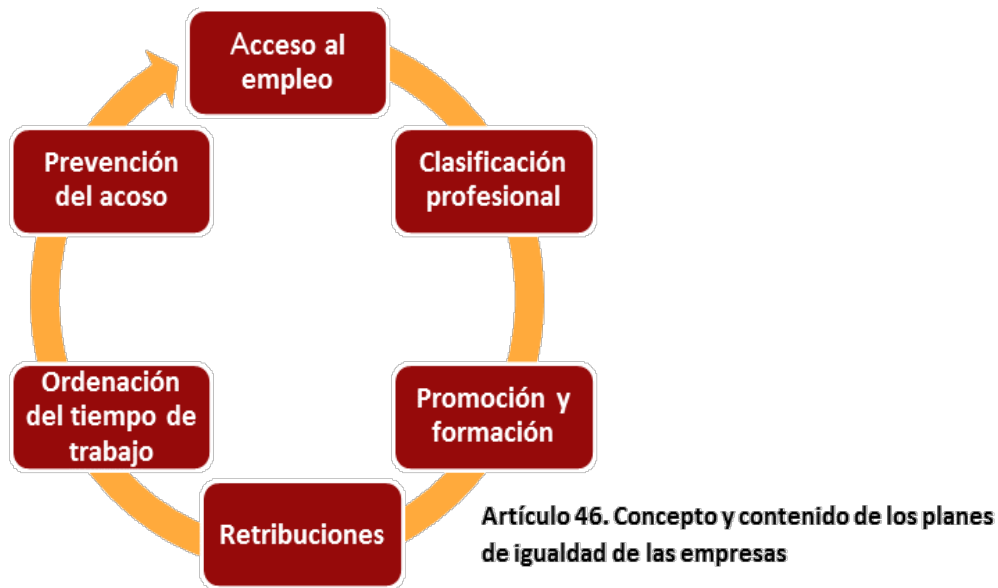 Acceso al
empleo
Clasificación
profesional
Promoción y
formación
Retribuciones
Ordenación
del tiempo de
trabajo
Prevención
del acoso
Artículo 46. Concepto y contenido de los planes
de igualdad de las empresas